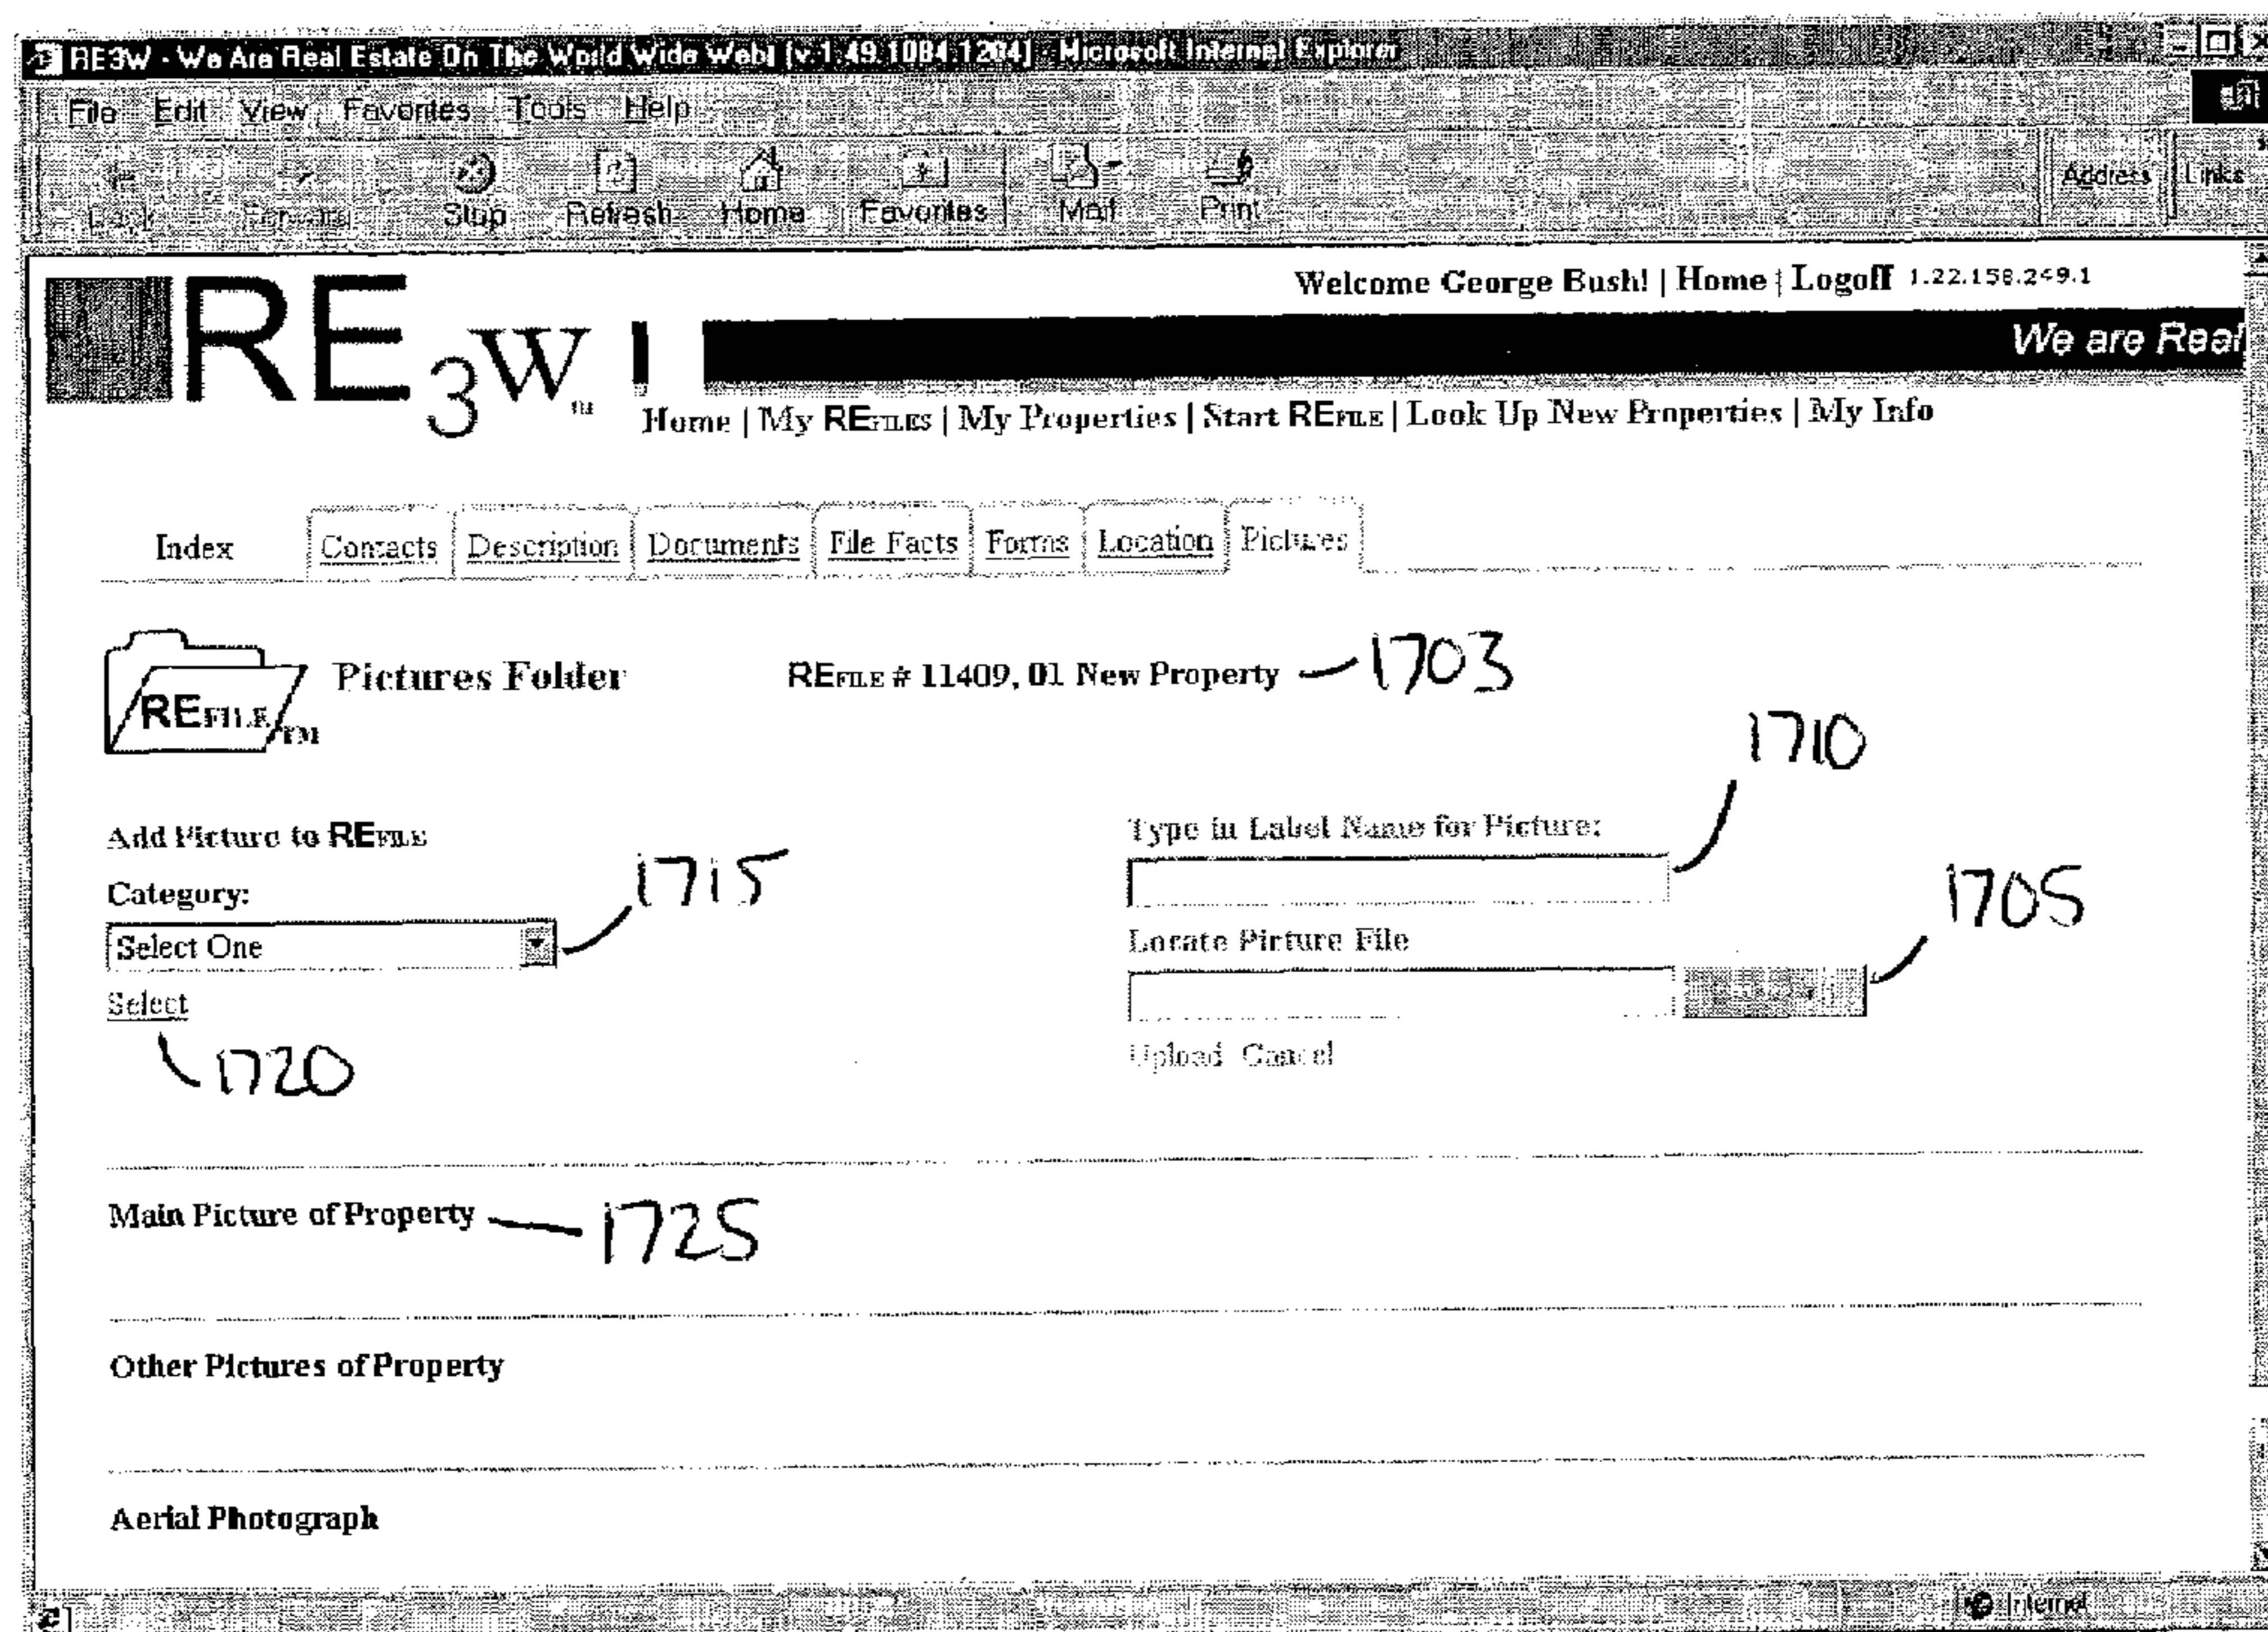 RE3W - We Are Real Estate On The World Wide Web! [v.1.49.1084.1204] - Microsoft Internet Explorer
File Edit View Favorites Tools Help
Back Forward Stop Refresh Home Favorites Mail Print Address Links
Welcome George Bush! | Home | Logoff 1.22.158.249.1
RE3W TM
We are Real
Home | My REFILES | My Properties | Start REFILE | Look Up New Properties | My Info
Index Contacts Description Documents File Facts Forms Location Pictures
REFILE TM Pictures Folder REFILE # 11409, 01 New Property 1703
1710
Add Picture to REFILE Type in Label Name for Picture:
Category: 1715
1705
Select One Locate Picture File
Select
Upload Cancel
1720
Main Picture of Property 1725
Other Pictures of Property
Aerial Photograph
Internet